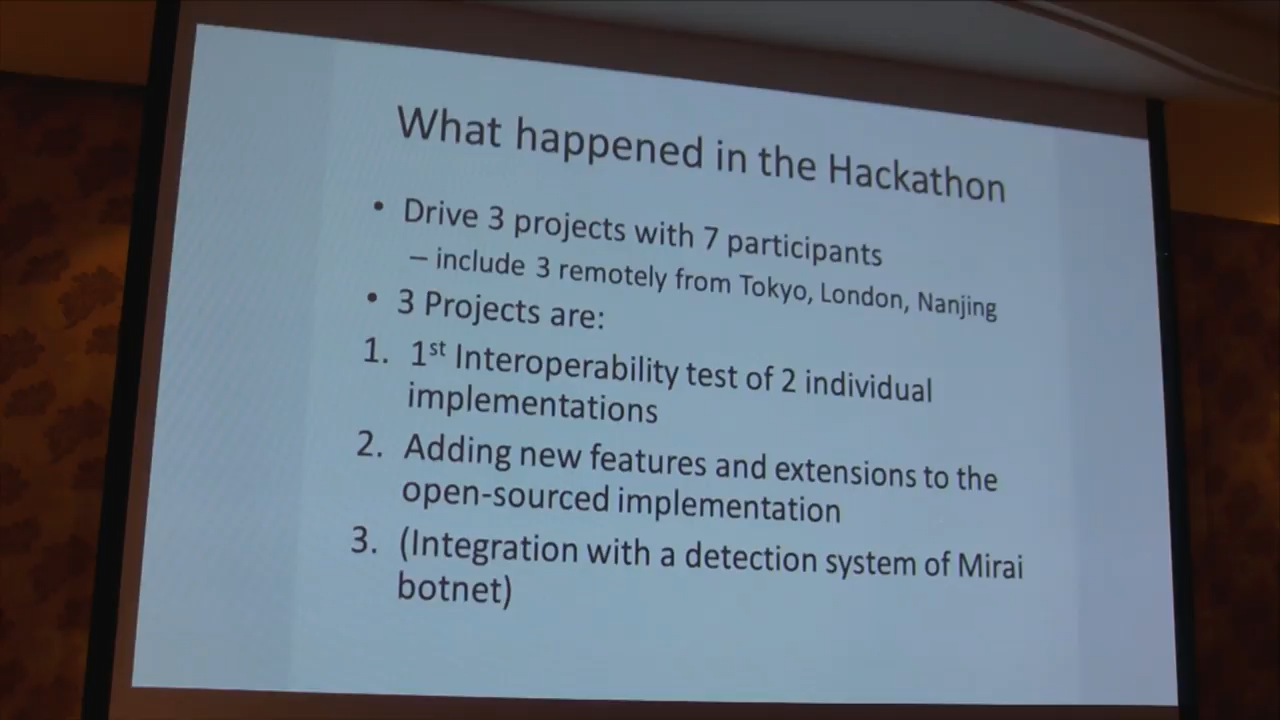 What happened in the Hackathon
• Drive 3 projects with 7 participants
– include 3 remotely from Tokyo, London, Nanjing
• 3 Projects are:
1. 1st Interoperability test of 2 individual
implementations
2. Adding new features and extensions to the
open-sourced implementation
3. (Integration with a detection system of Mirai
botnet)